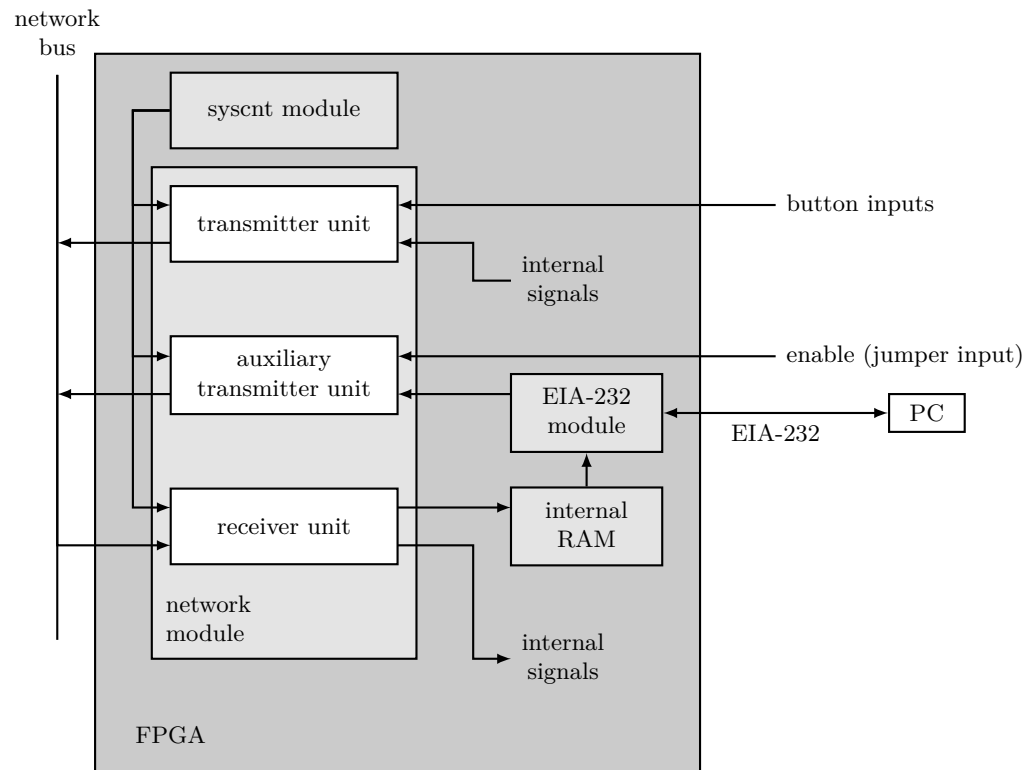 network
bus
syscnt module
transmitter unit
button inputs
internal
signals
auxiliary
transmitter unit
enable (jumper input)
EIA-232
module
EIA-232
PC
receiver unit
internal
RAM
network
module
internal
signals
FPGA